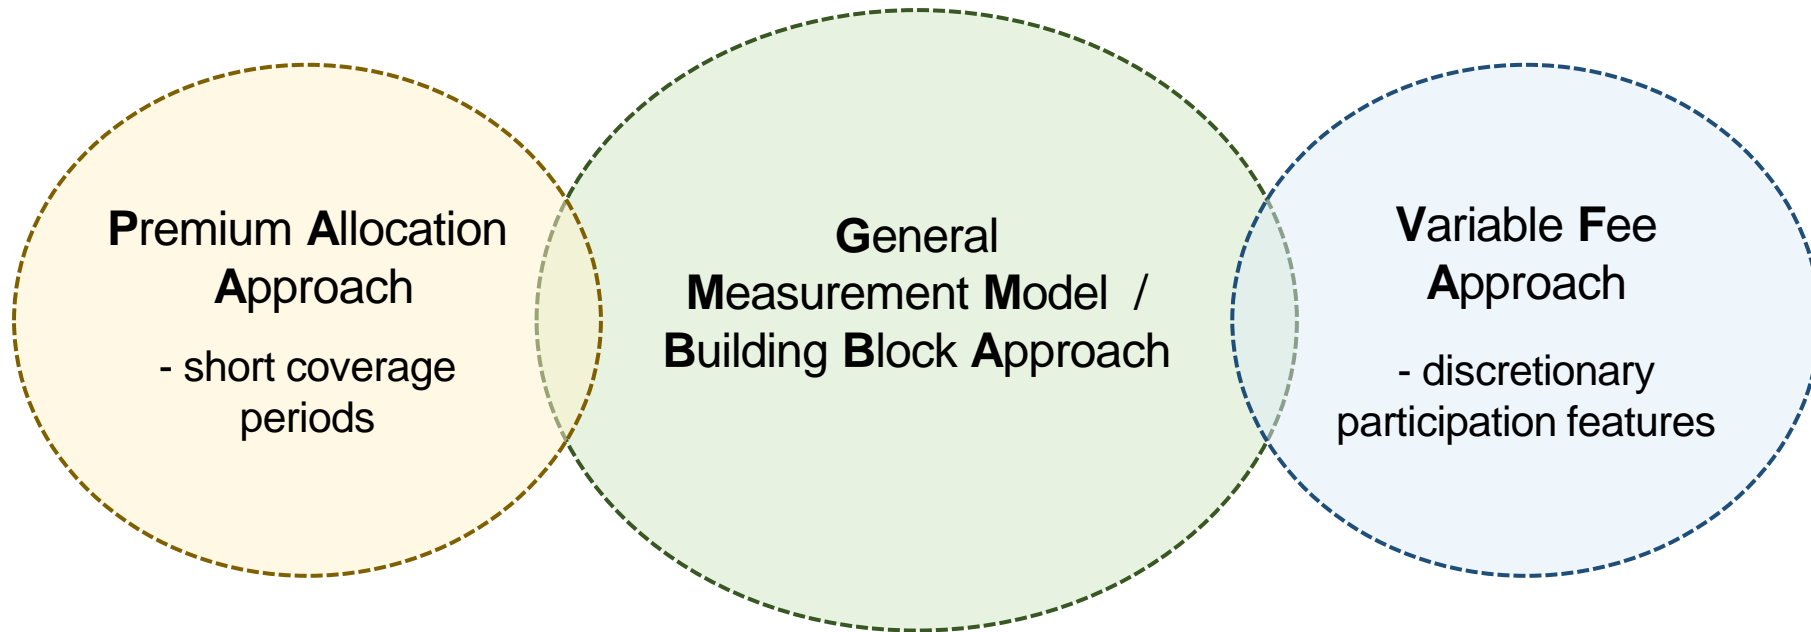 Premium Allocation
Approach
- short coverage
periods
General
Measurement Model /
Building Block Approach
Variable Fee
Approach
- discretionary
participation features